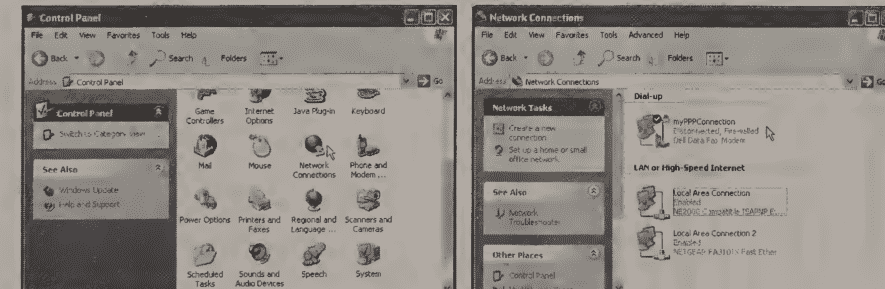 Control Panel
File Edit View Favorites Tools Help
Back Search Folders
Address Control Panel Go
Control Panel
Switch to Category View
See Also
Windows Update
Help and Support
Game Controllers
Internet Options
Java Plug-in
Keyboard
Mail
Mouse
Network Connections
Phone and Modem ...
Power Options
Printers and Faxes
Regional and Language ...
Scanners and Cameras
Scheduled Tasks
Sounds and Audio Devices
Speech
System
Network Connections
File Edit View Favorites Tools Advanced Help
Back Search Folders
Address Network Connections Go
Network Tasks
Create a new
connection
Set up a home or small
office network
See Also
Network
Troubleshooter
Other Places
Control Panel
Dial-up
myPPPConnection
Disconnected, Firewalled
Dell Data Fax Modem
LAN or High-Speed Internet
Local Area Connection
Enabled
NE2000 Compatible
Local Area Connection 2
Enabled
NETGEAR Fast Ether